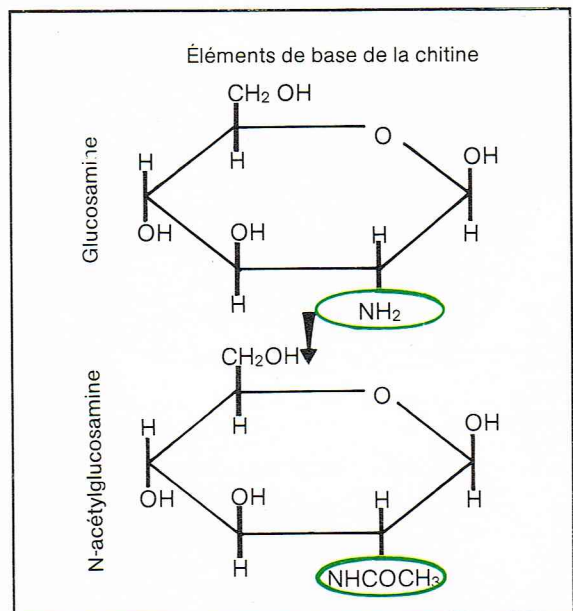 Éléments de base de la chitine
Glucosamine
CH₂ OH
O
H
H
OH
OH
OH
H
H
H
NH₂
N-acétylglucosamine
CH₂OH
O
H
H
OH
OH
OH
H
H
H
NHCOCH₃